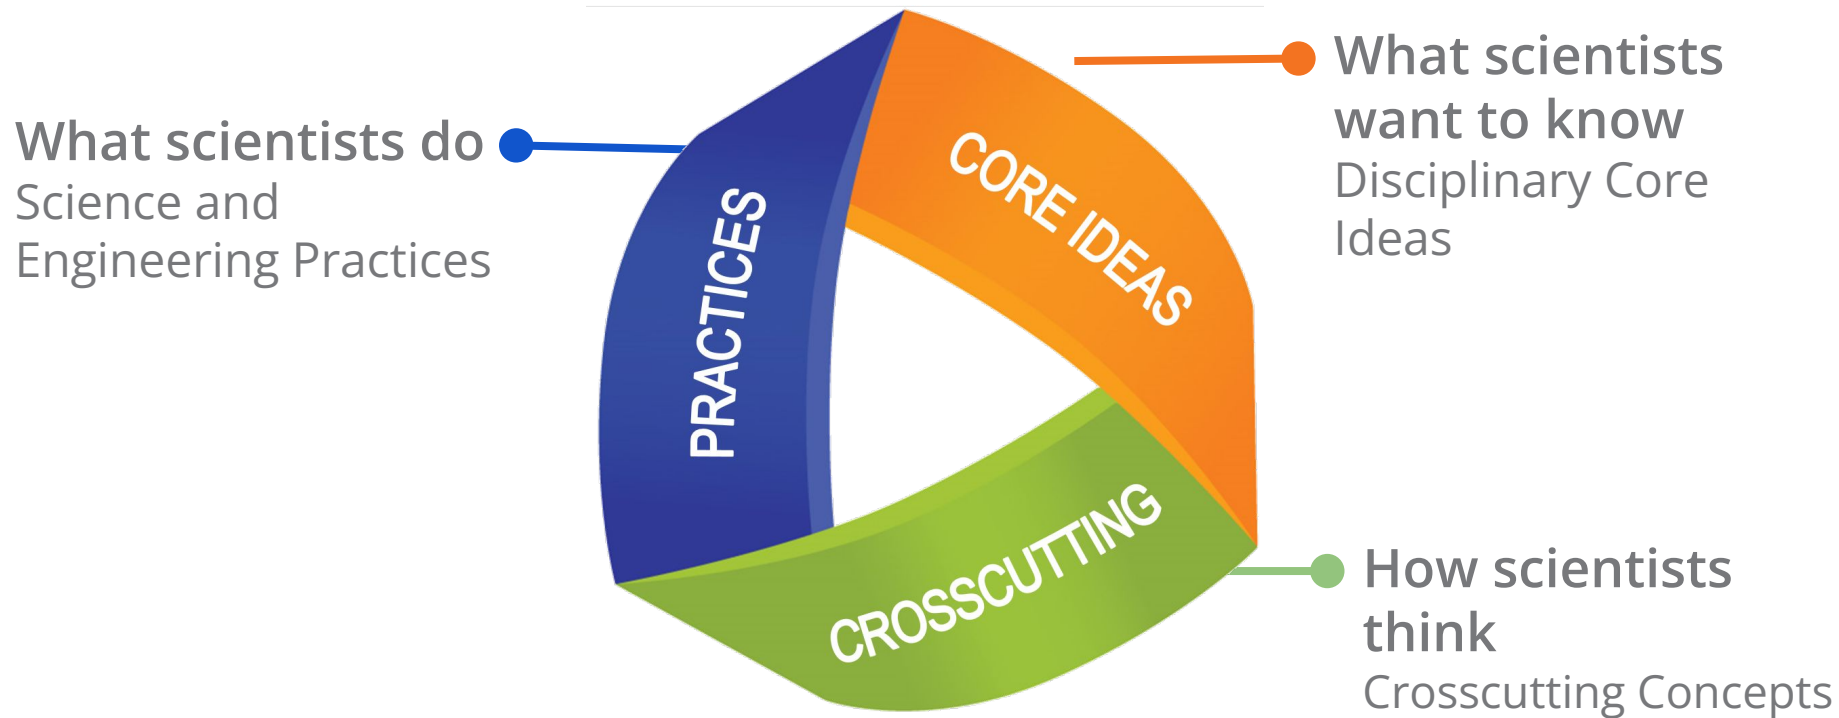 What scientists do
Science and
Engineering Practices
PRACTICES
CORE IDEAS
CROSSCUTTING
What scientists
want to know
Disciplinary Core
Ideas
How scientists
think
Crosscutting Concepts